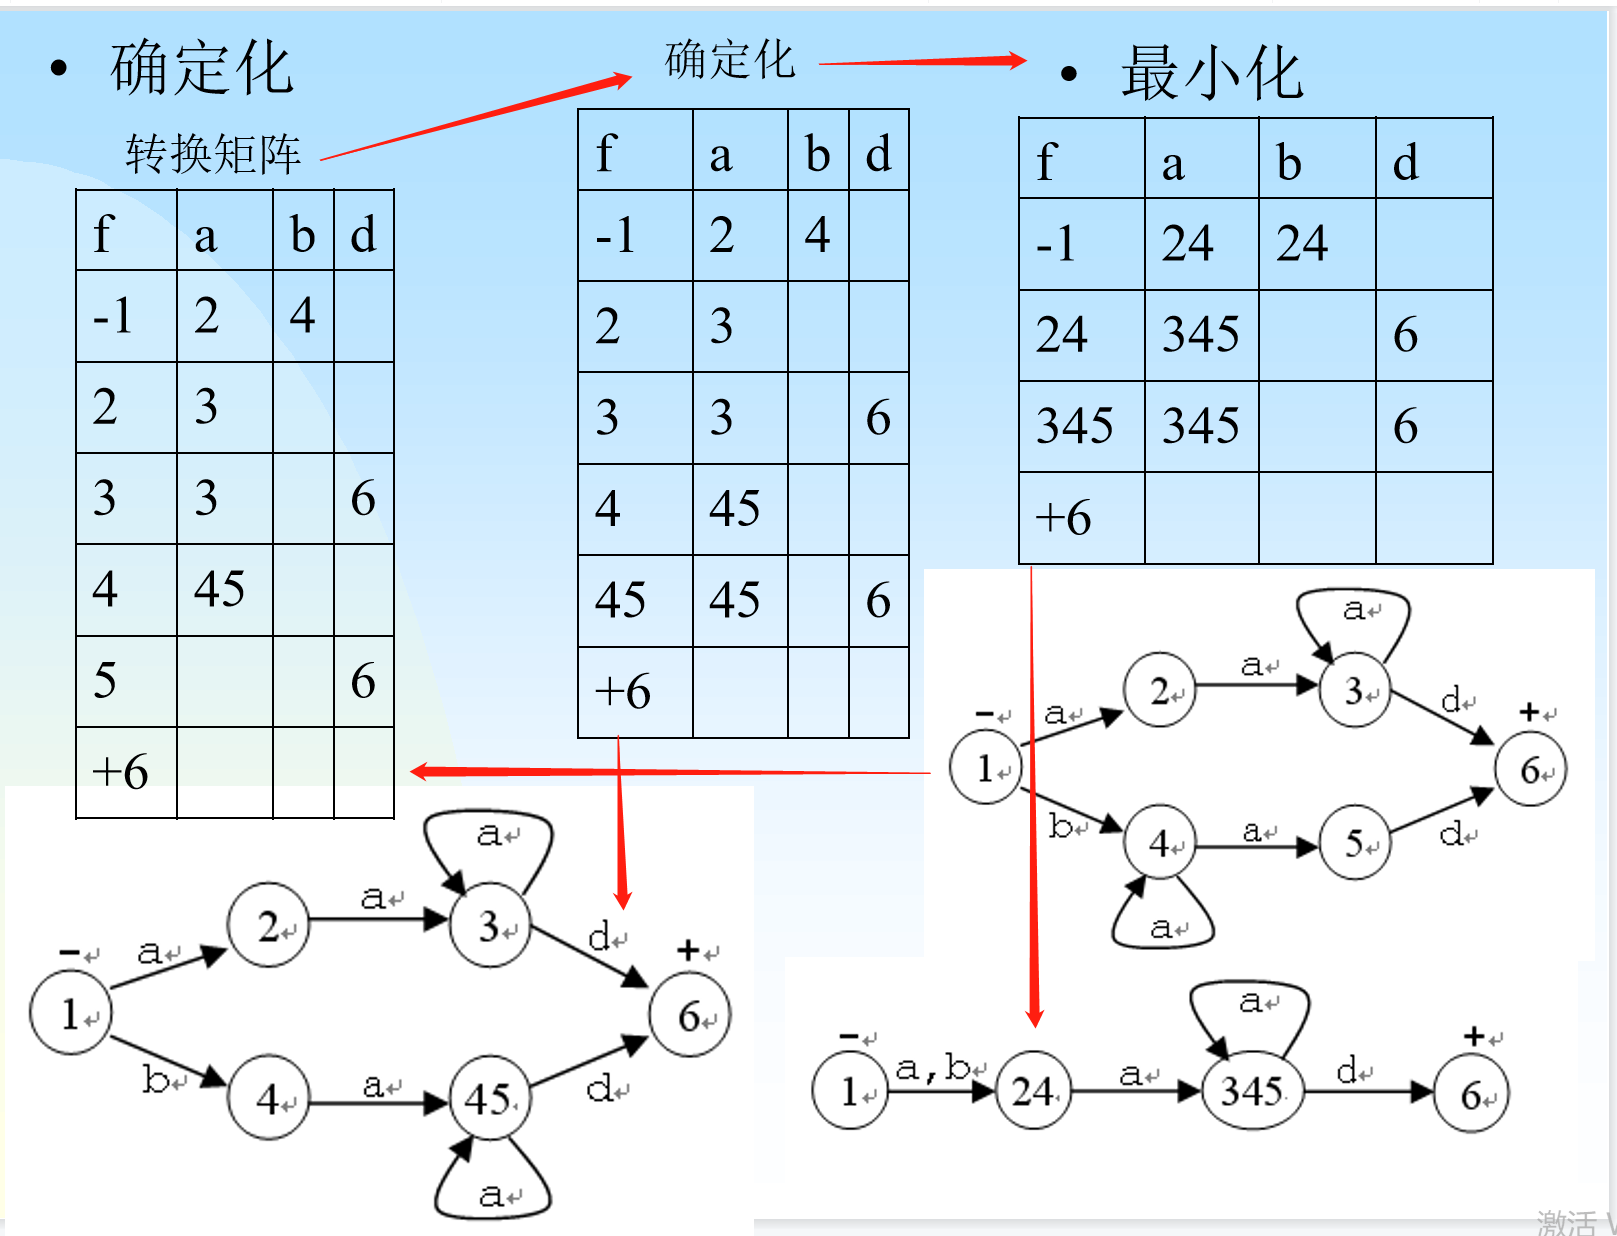 • 确定化
转换矩阵
f a b d
-1 2 4
2 3
3 3 6
4 45
5 6
+6
确定化
f a b d
-1 2 4
2 3
3 3 6
4 45
45 45 6
+6
• 最小化
f a b d
-1 24 24
24 345 6
345 345 6
+6
a↵
2↵ a↵ 3↵
-↵ a↵ d↵ +↵
1↵ 6↵
b↵ 4↵ a↵ 5↵ d↵
a↵
a↵
2↵ a↵ 3↵
-↵ a↵ d↵ +↵
1↵ 6↵
b↵ 4↵ a↵ 45 d↵
a↵
a↵
-↵ +↵
1↵ a,b↵ 24 a↵ 345 d↵ 6↵
激活